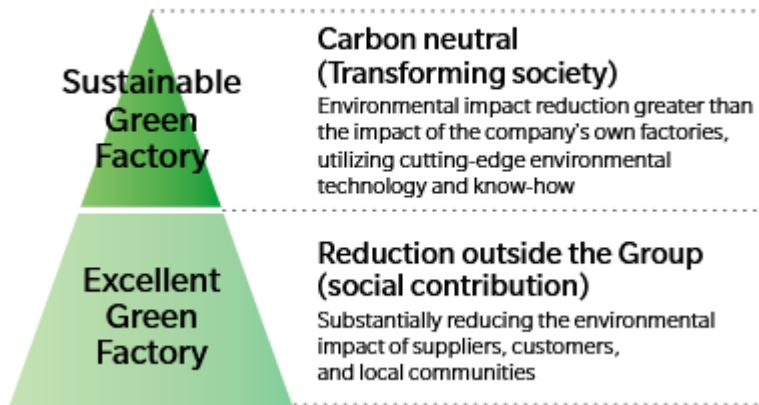 Sustainable
Green
Factory
Carbon neutral
(Transforming society)
Environmental impact reduction greater than
the impact of the company's own factories,
utilizing cutting-edge environmental
technology and know-how
Excellent
Green
Factory
Reduction outside the Group
(social contribution)
Substantially reducing the environmental
impact of suppliers, customers,
and local communities